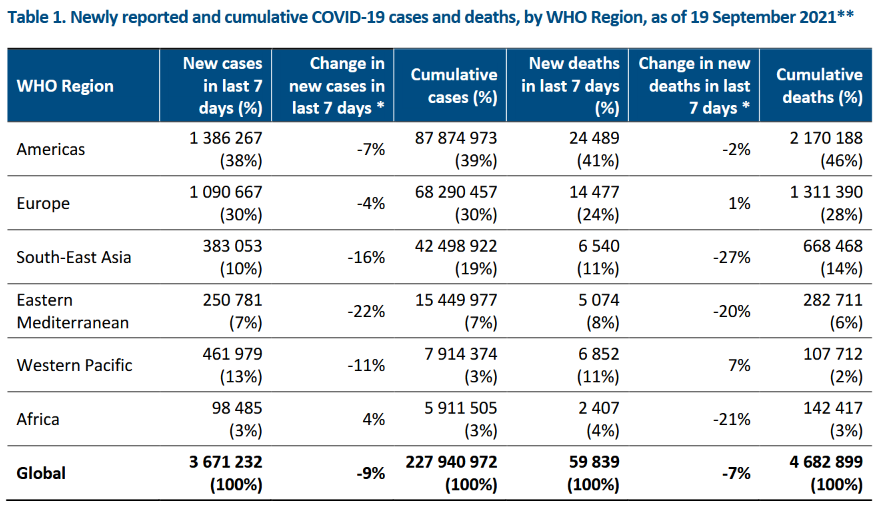 Table 1. Newly reported and cumulative COVID-19 cases and deaths, by WHO Region, as of 19 September 2021**
WHO Region
New cases
in last 7
days (%)
Change in
new cases in
last 7 days *
Cumulative
cases (%)
New deaths
in last 7 days
(%)
Change in new
deaths in last
7 days *
Cumulative
deaths (%)
Americas
1 386 267
(38%)
-7%
87 874 973
(39%)
24 489
(41%)
-2%
2 170 188
(46%)
Europe
1 090 667
(30%)
-4%
68 290 457
(30%)
14 477
(24%)
1%
1 311 390
(28%)
South-East Asia
383 053
(10%)
-16%
42 498 922
(19%)
6 540
(11%)
-27%
668 468
(14%)
Eastern
Mediterranean
250 781
(7%)
-22%
15 449 977
(7%)
5 074
(8%)
-20%
282 711
(6%)
Western Pacific
461 979
(13%)
-11%
7 914 374
(3%)
6 852
(11%)
7%
107 712
(2%)
Africa
98 485
(3%)
4%
5 911 505
(3%)
2 407
(4%)
-21%
142 417
(3%)
Global
3 671 232
(100%)
-9%
227 940 972
(100%)
59 839
(100%)
-7%
4 682 899
(100%)